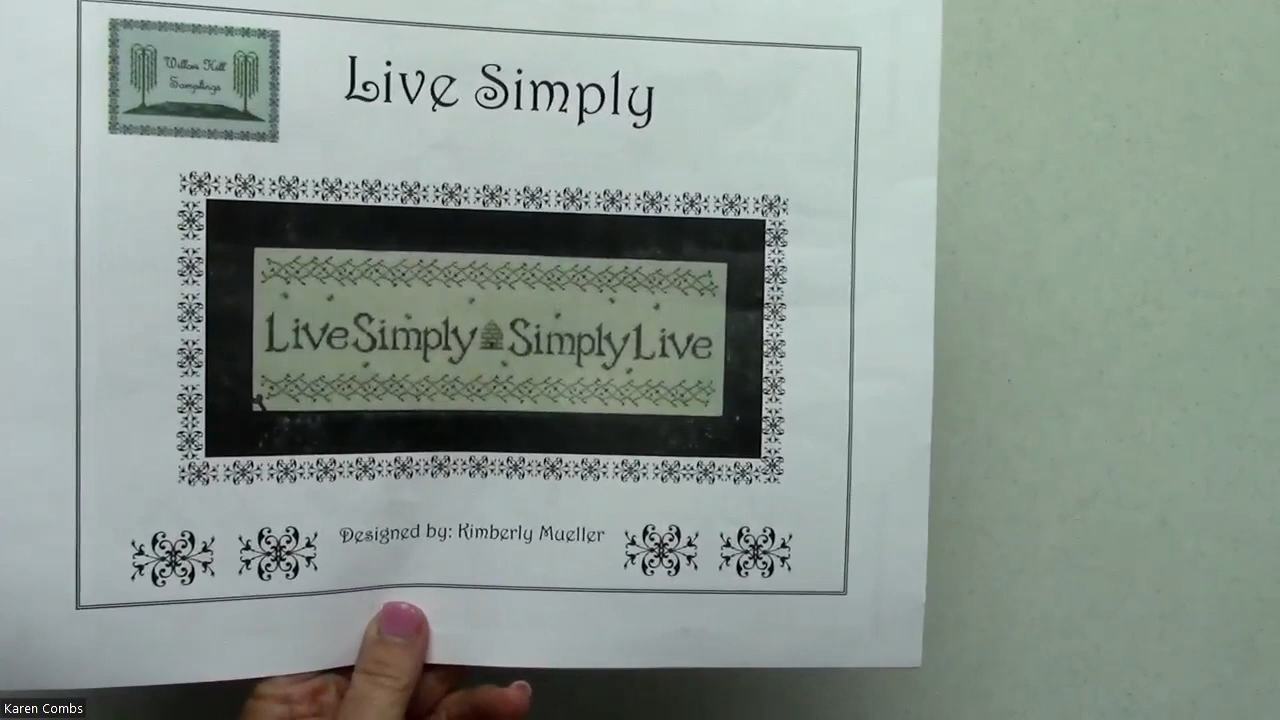 Willow Hill
Samplings
Live Simply
Live Simply Simply Live
Designed by: Kimberly Mueller
Karen Combs